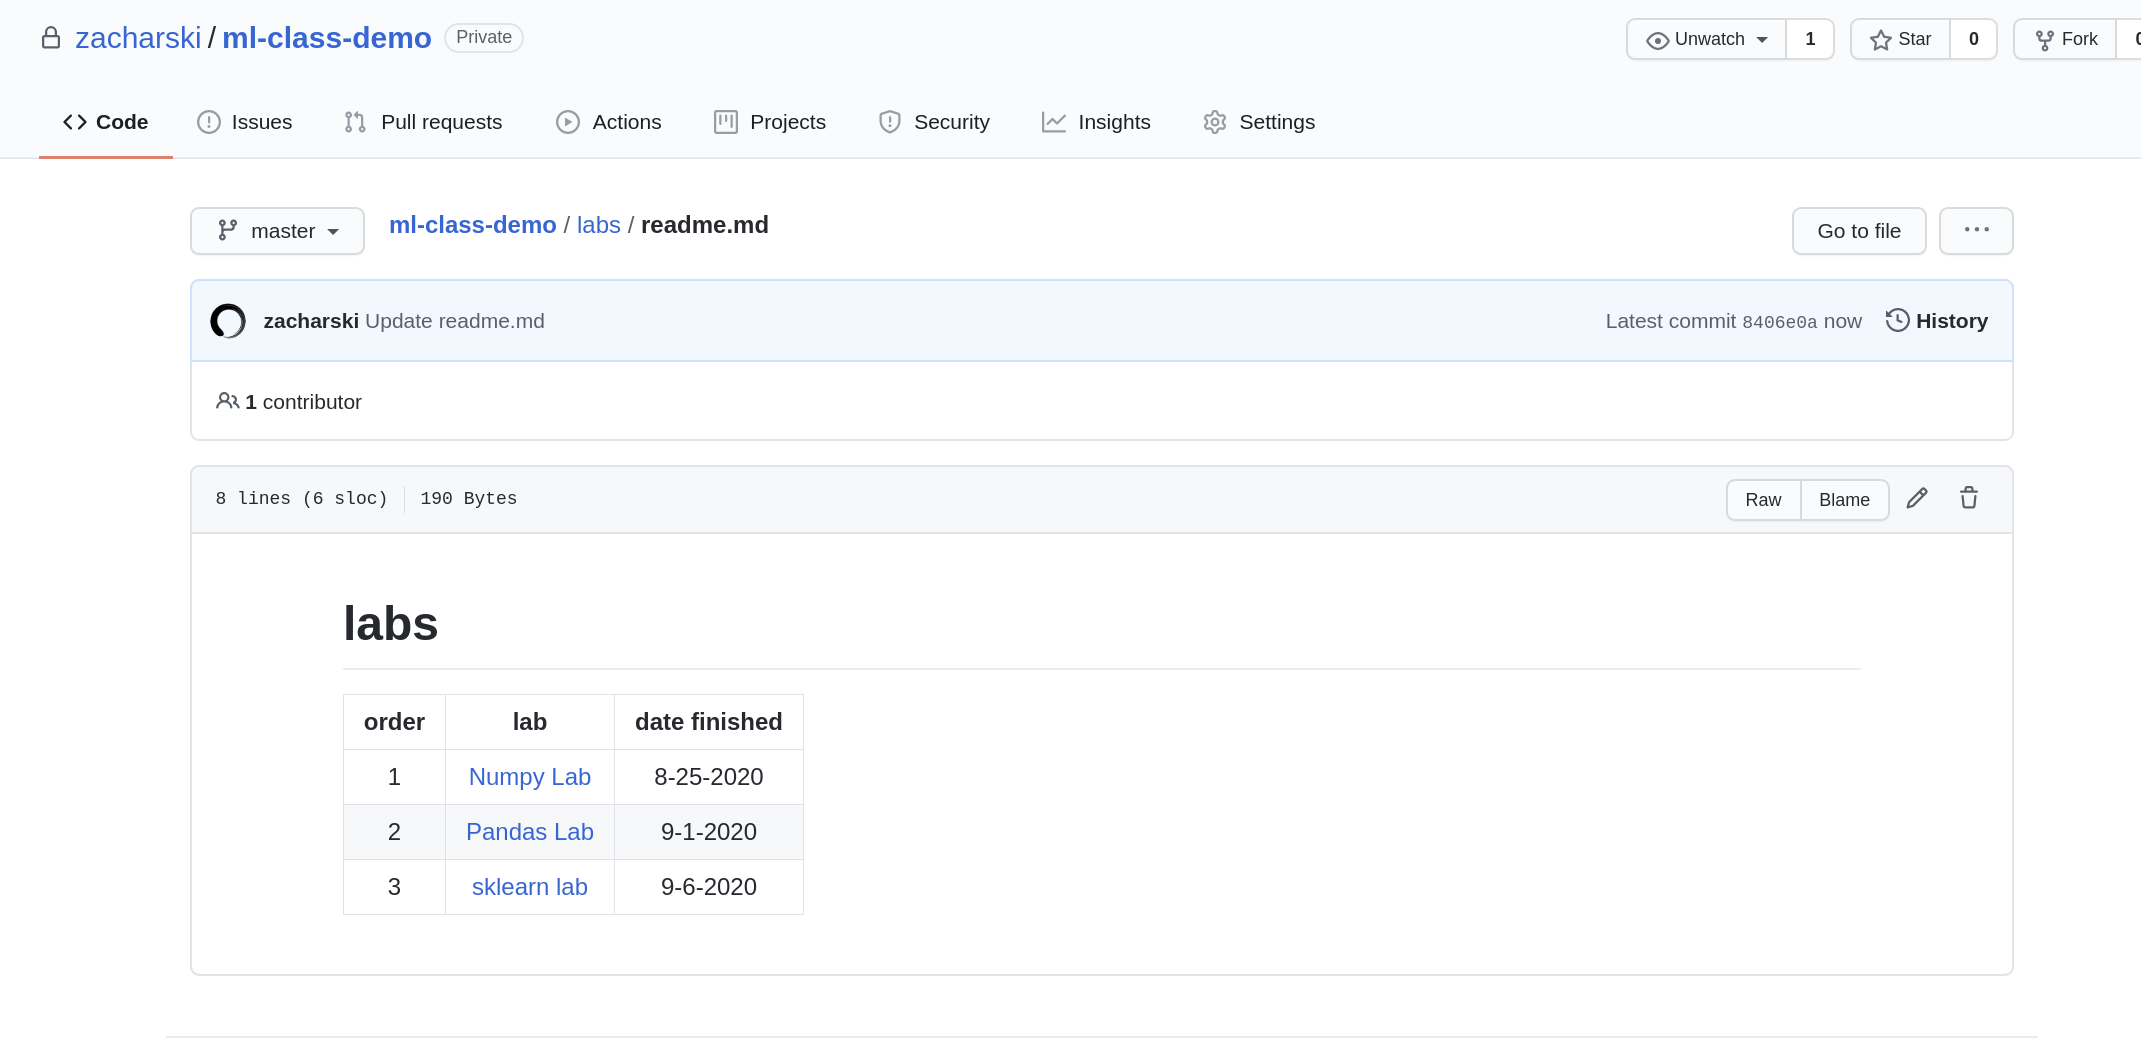 zacharski / ml-class-demo Private Unwatch 1 Star 0 Fork
Code Issues Pull requests Actions Projects Security Insights Settings
master ml-class-demo / labs / readme.md Go to file ...
zacharski Update readme.md Latest commit 8406e0a now History
1 contributor
8 lines (6 sloc) 190 Bytes Raw Blame
labs
order lab date finished
1 Numpy Lab 8-25-2020
2 Pandas Lab 9-1-2020
3 sklearn lab 9-6-2020